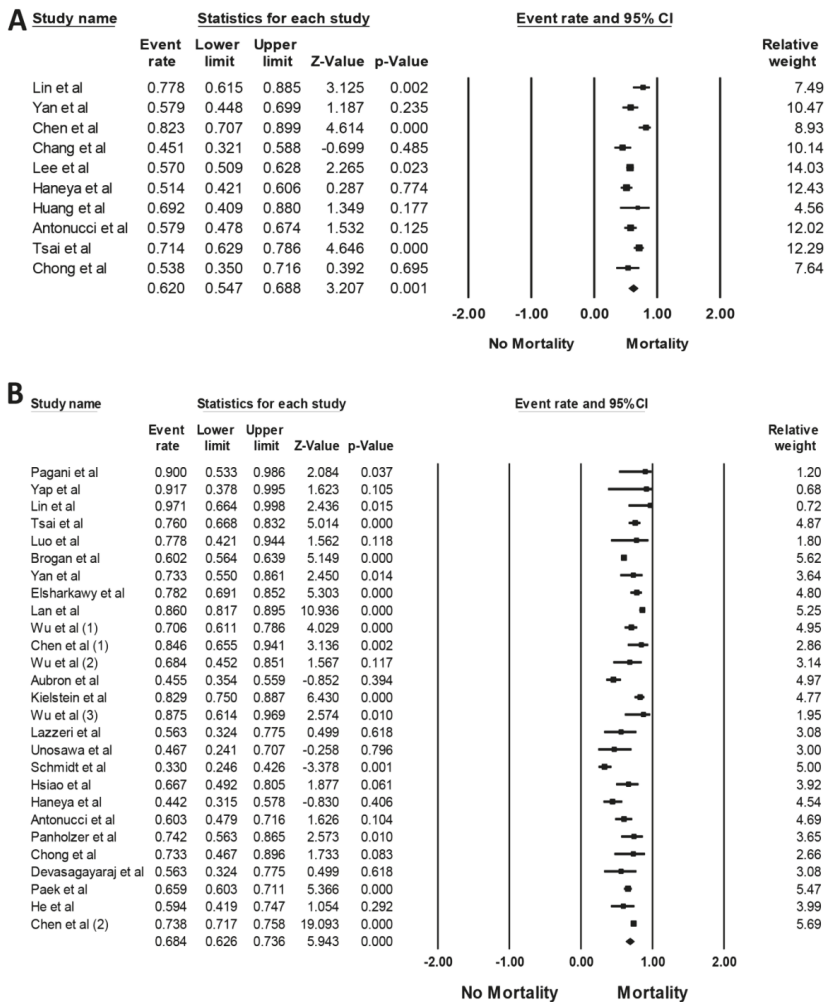 A
Study name Statistics for each study Event rate and 95% CI
Event Lower Upper Relative
rate limit limit Z-Value p-Value weight
Lin et al 0.778 0.615 0.885 3.125 0.002 7.49
Yan et al 0.579 0.448 0.699 1.187 0.235 10.47
Chen et al 0.823 0.707 0.899 4.614 0.000 8.93
Chang et al 0.451 0.321 0.588 -0.699 0.485 10.14
Lee et al 0.570 0.509 0.628 2.265 0.023 14.03
Haneya et al 0.514 0.421 0.606 0.287 0.774 12.43
Huang et al 0.692 0.409 0.880 1.349 0.177 4.56
Antonucci et al 0.579 0.478 0.674 1.532 0.125 12.02
Tsai et al 0.714 0.629 0.786 4.646 0.000 12.29
Chong et al 0.538 0.350 0.716 0.392 0.695 7.64
0.620 0.547 0.688 3.207 0.001
-2.00 -1.00 0.00 1.00 2.00
No Mortality Mortality
B
Study name Statistics for each study Event rate and 95%CI
Event Lower Upper Relative
rate limit limit Z-Value p-Value weight
Pagani et al 0.900 0.533 0.986 2.084 0.037 1.20
Yap et al 0.917 0.378 0.995 1.623 0.105 0.68
Lin et al 0.971 0.664 0.998 2.436 0.015 0.72
Tsai et al 0.760 0.668 0.832 5.014 0.000 4.87
Luo et al 0.778 0.421 0.944 1.562 0.118 1.80
Brogan et al 0.602 0.564 0.639 5.149 0.000 5.62
Yan et al 0.733 0.550 0.861 2.450 0.014 3.64
Elsharkawy et al 0.782 0.691 0.852 5.303 0.000 4.80
Lan et al 0.860 0.817 0.895 10.936 0.000 5.25
Wu et al (1) 0.706 0.611 0.786 4.029 0.000 4.95
Chen et al (1) 0.846 0.655 0.941 3.136 0.002 2.86
Wu et al (2) 0.684 0.452 0.851 1.567 0.117 3.14
Aubron et al 0.455 0.354 0.559 -0.852 0.394 4.97
Kielstein et al 0.829 0.750 0.887 6.430 0.000 4.77
Wu et al (3) 0.875 0.614 0.969 2.574 0.010 1.95
Lazzeri et al 0.563 0.324 0.775 0.499 0.618 3.08
Unosawa et al 0.467 0.241 0.707 -0.258 0.796 3.00
Schmidt et al 0.330 0.246 0.426 -3.378 0.001 5.00
Hsiao et al 0.667 0.492 0.805 1.877 0.061 3.92
Haneya et al 0.442 0.315 0.578 -0.830 0.406 4.54
Antonucci et al 0.603 0.479 0.716 1.626 0.104 4.69
Panholzer et al 0.742 0.563 0.865 2.573 0.010 3.65
Chong et al 0.733 0.467 0.896 1.733 0.083 2.66
Devasagayaraj et al 0.563 0.324 0.775 0.499 0.618 3.08
Paek et al 0.659 0.603 0.711 5.366 0.000 5.47
He et al 0.594 0.419 0.747 1.054 0.292 3.99
Chen et al (2) 0.738 0.717 0.758 19.093 0.000 5.69
0.684 0.626 0.736 5.943 0.000
-2.00 -1.00 0.00 1.00 2.00
No Mortality Mortality